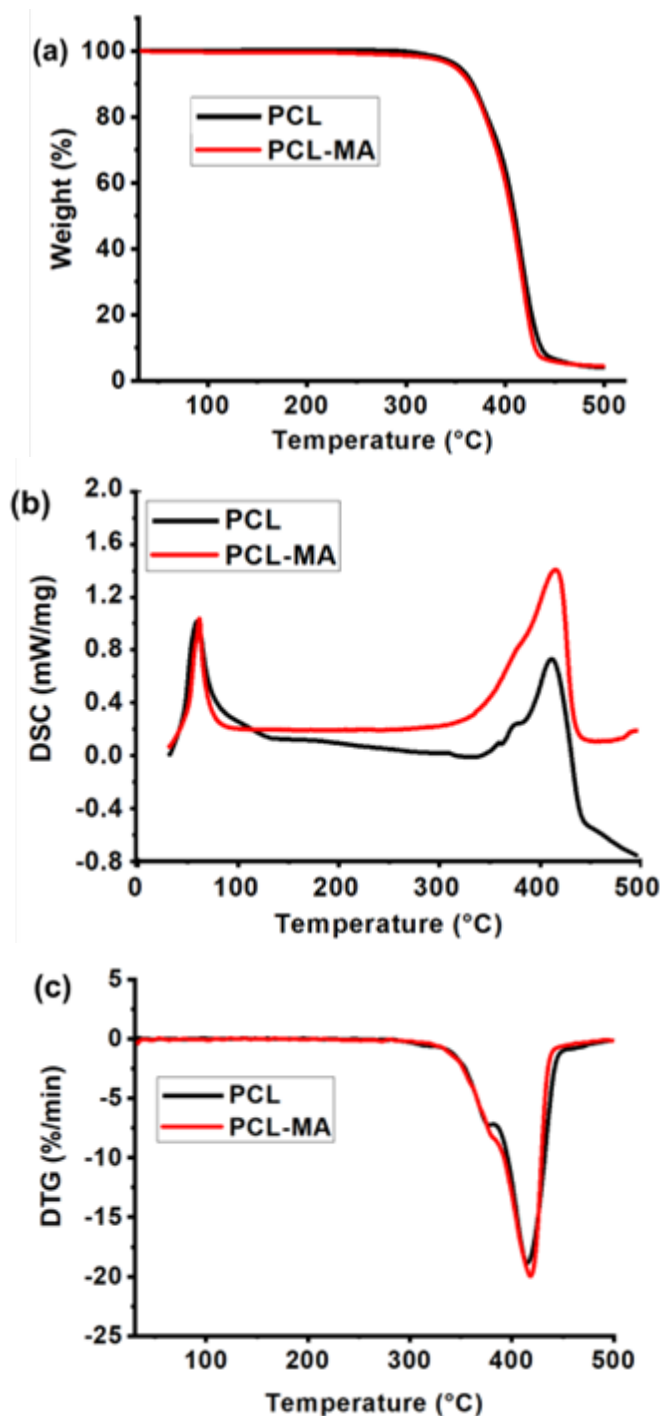 (a)
Weight (%)
100
80
60
40
20
0
PCL
PCL-MA
100 200 300 400 500
Temperature (°C)
(b)
DSC (mW/mg)
2.0
1.6
1.2
0.8
0.4
0.0
-0.4
-0.8
PCL
PCL-MA
0 100 200 300 400 500
Temperature (°C)
(c)
DTG (%/min)
5
0
-5
-10
-15
-20
-25
PCL
PCL-MA
100 200 300 400 500
Temperature (°C)